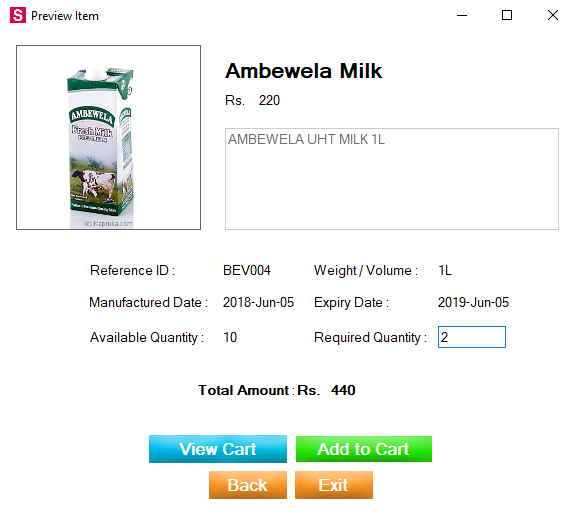 S Preview Item
AMBEWELA
Fresh Milk
(c) Kapruka.com
Ambewela Milk
Rs. 220
AMBEWELA UHT MILK 1L
Reference ID : BEV004 Weight / Volume : 1L
Manufactured Date : 2018-Jun-05 Expiry Date : 2019-Jun-05
Available Quantity : 10 Required Quantity : 2
Total Amount : Rs. 440
View Cart Add to Cart
Back Exit